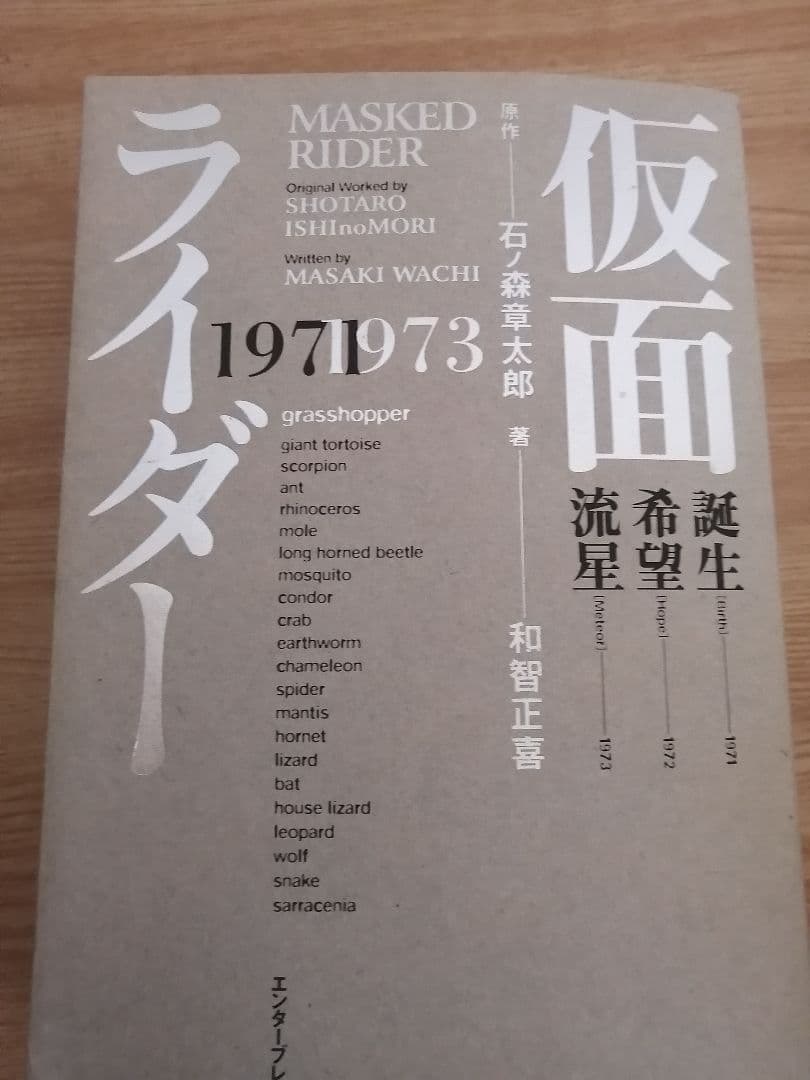 仮面
ライダー
MASKED
RIDER
Original Worked by
SHOTARO
ISHInoMORI
Written by
MASAKI WACHI
1971
1973
原作──石ノ森章太郎
著──和智正喜
誕生[Birth]──1971
希望[Hope]──1972
流星[Meteor]──1973
grasshopper
giant tortoise
scorpion
ant
rhinoceros
mole
long horned beetle
mosquito
condor
crab
earthworm
chameleon
spider
mantis
hornet
lizard
bat
house lizard
leopard
wolf
snake
sarracenia
エンターブレ